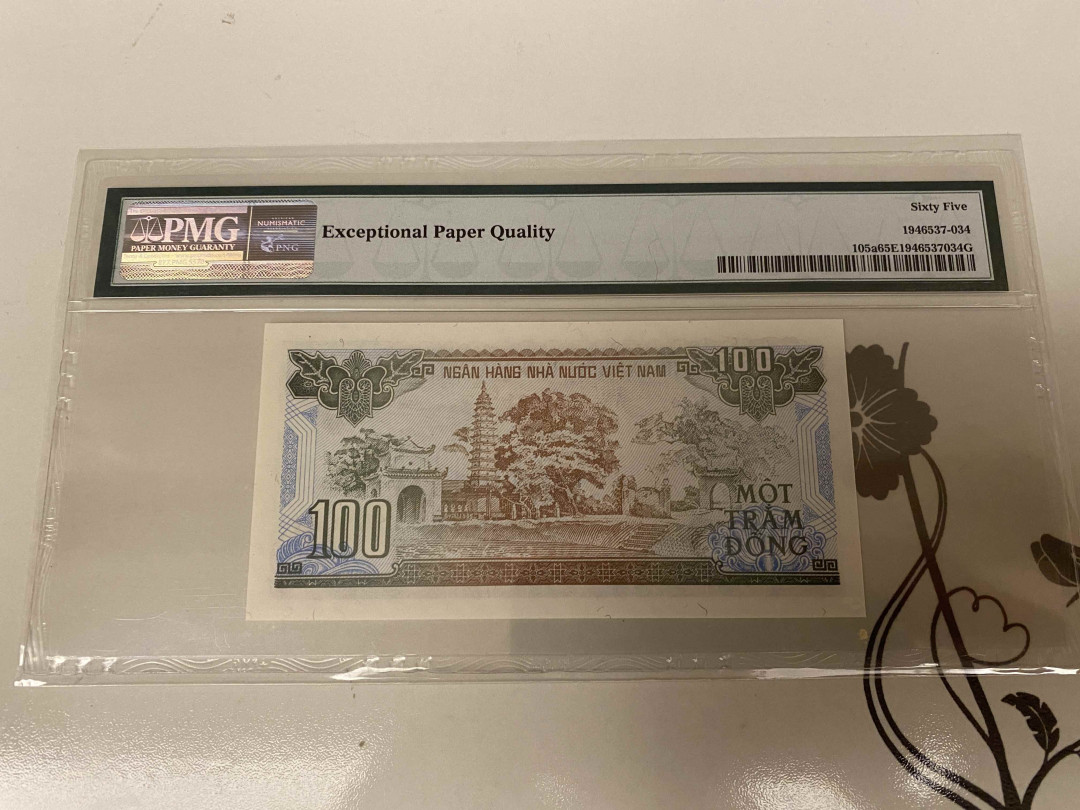 PMG
PAPER MONEY GUARANTY
NUMISMATIC
PNG
Exceptional Paper Quality
Sixty Five
1946537-034
105a65E1946537034G
NGÂN HÀNG NHÀ NƯỚC VIỆT NAM
100
100
MỘT
TRĂM
ĐỒNG